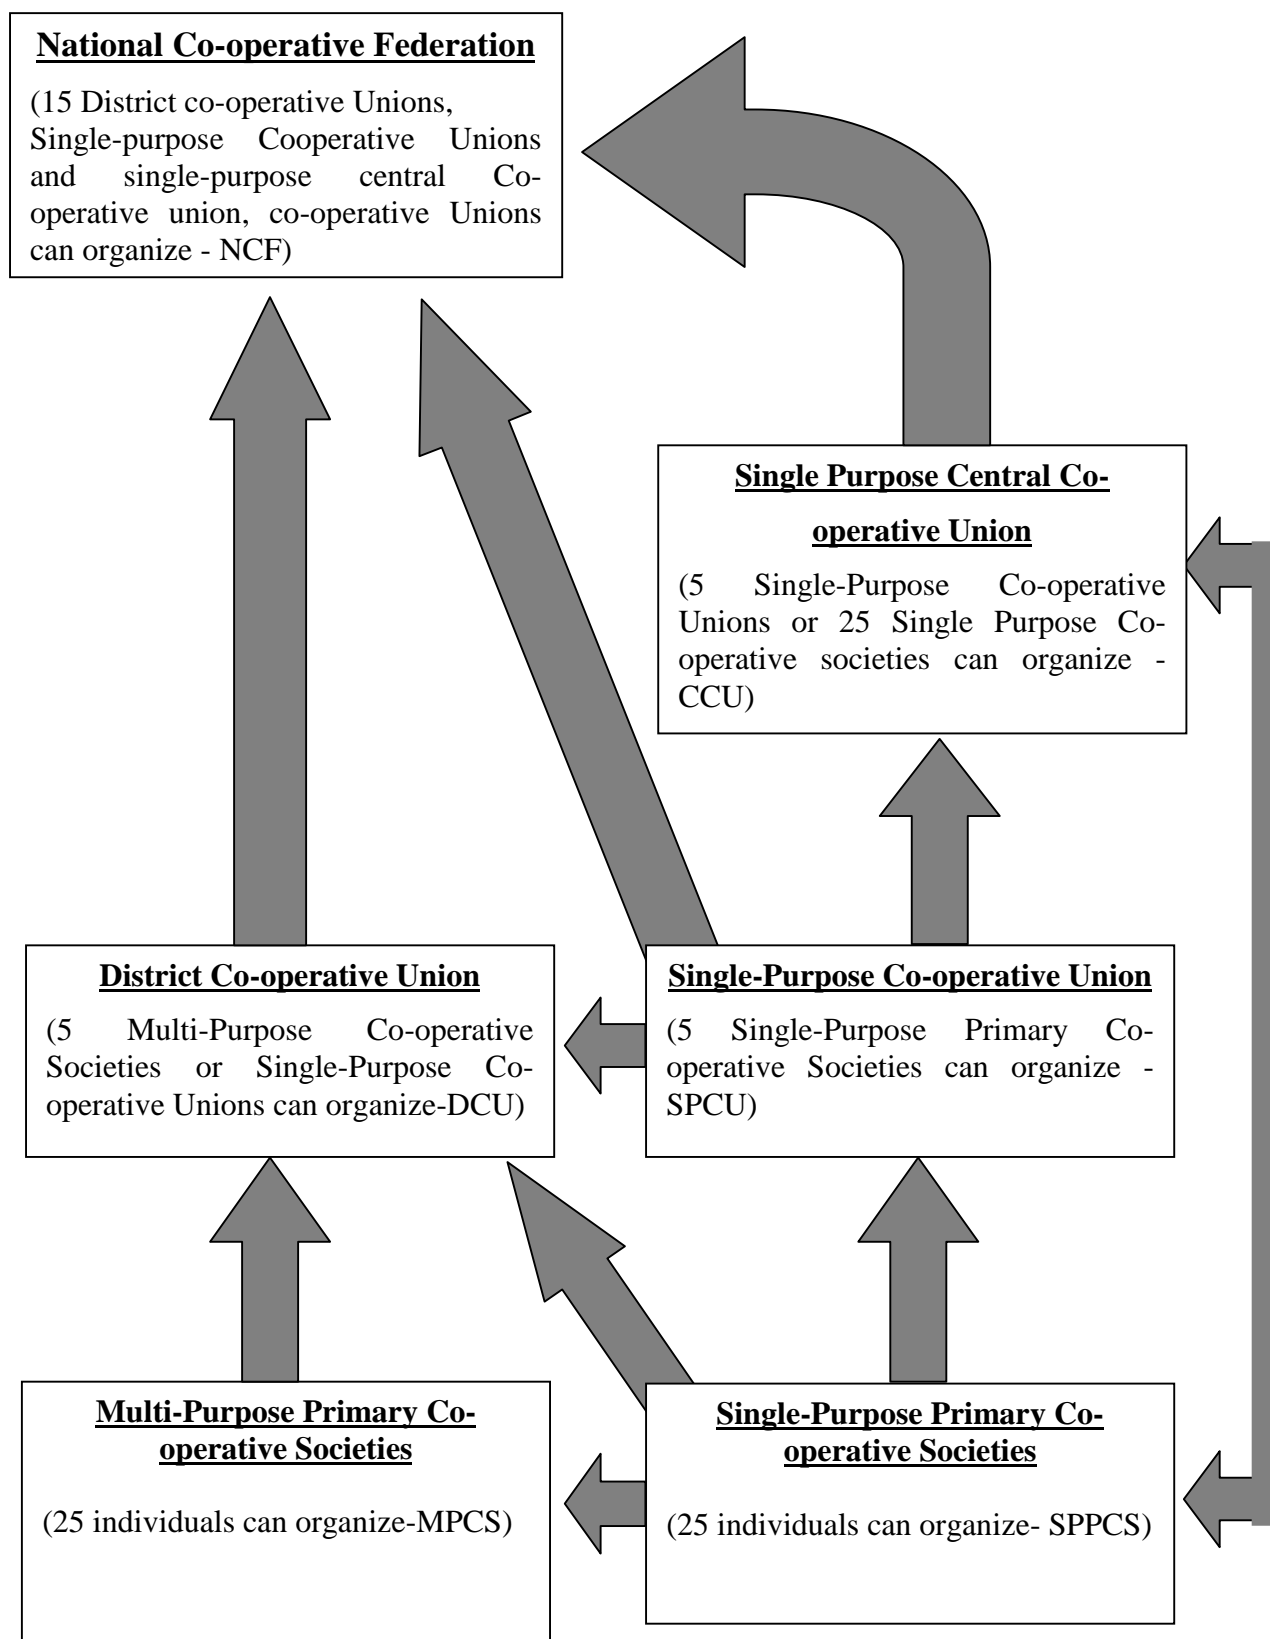 National Co-operative Federation
(15 District co-operative Unions,
Single-purpose Cooperative Unions
and single-purpose central Co-
operative union, co-operative Unions
can organize - NCF)
Single Purpose Central Co-
operative Union
(5 Single-Purpose Co-operative
Unions or 25 Single Purpose Co-
operative societies can organize -
CCU)
District Co-operative Union
(5 Multi-Purpose Co-operative
Societies or Single-Purpose Co-
operative Unions can organize-DCU)
Single-Purpose Co-operative Union
(5 Single-Purpose Primary Co-
operative Societies can organize -
SPCU)
Multi-Purpose Primary Co-
operative Societies
(25 individuals can organize-MPCS)
Single-Purpose Primary Co-
operative Societies
(25 individuals can organize- SPPCS)